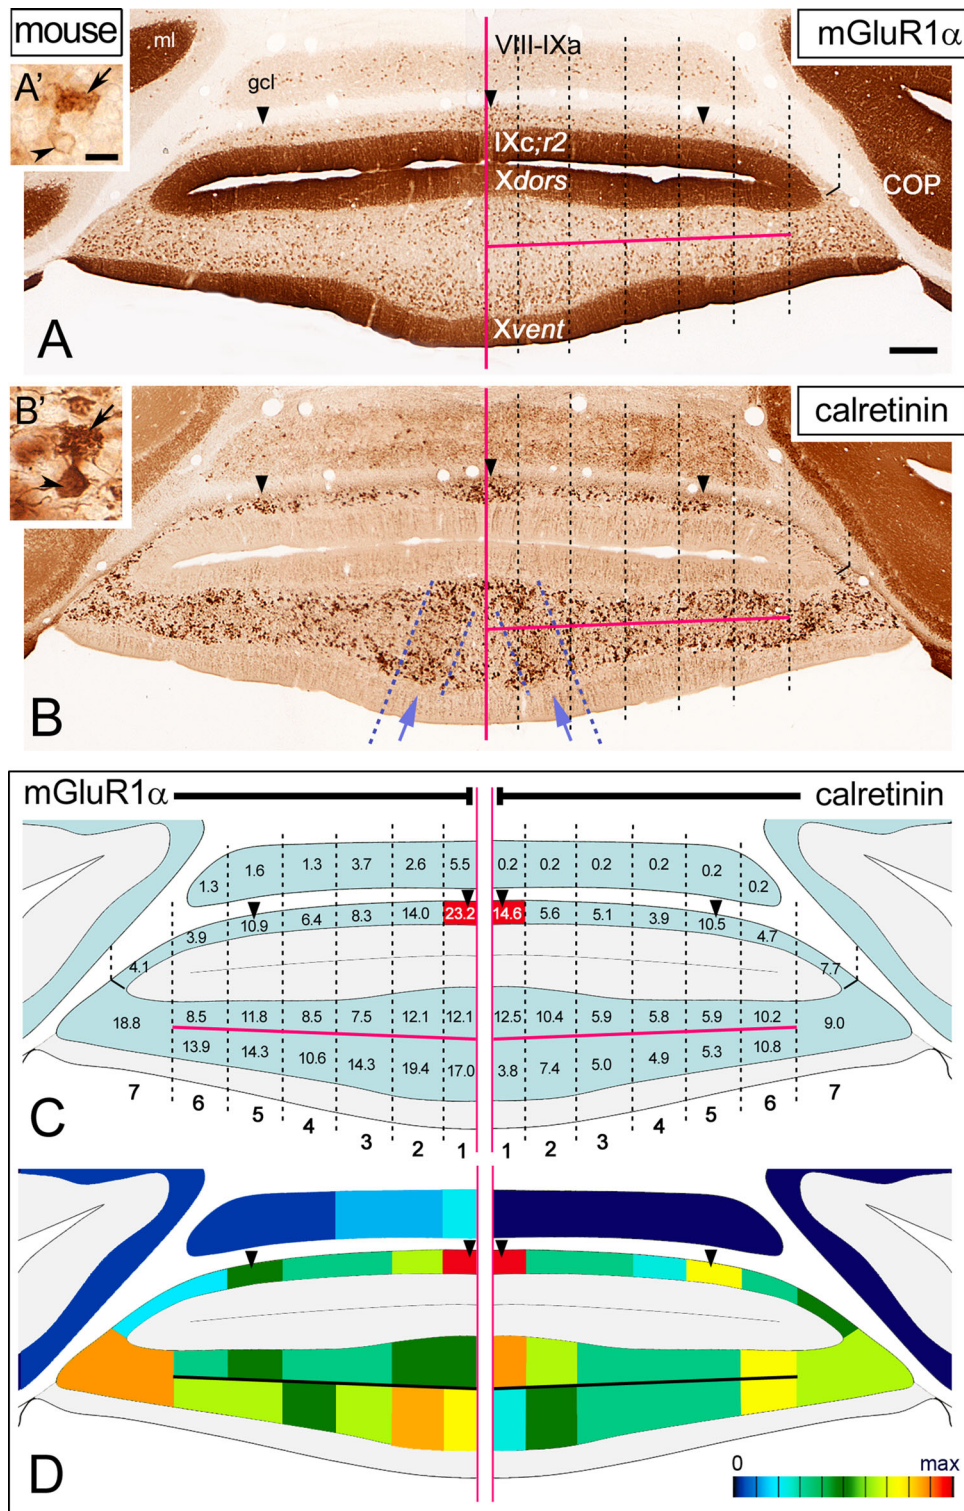 mouse
ml
VIII-IXa
mGluR1α
A'
gcl
IXc;r2
Xdors
COP
Xvent
A
B'
calretinin
B
mGluR1α calretinin
1.3 1.6 1.3 3.7 2.6 5.5 0.2 0.2 0.2 0.2 0.2 0.2
4.1 3.9 10.9 6.4 8.3 14.0 23.2 14.6 5.6 5.1 3.9 10.5 4.7 7.7
18.8 8.5 11.8 8.5 7.5 12.1 12.1 12.5 10.4 5.9 5.8 5.9 10.2 9.0
13.9 14.3 10.6 14.3 19.4 17.0 3.8 7.4 5.0 4.9 5.3 10.8
7 6 5 4 3 2 1 1 2 3 4 5 6 7
C
D
0 max